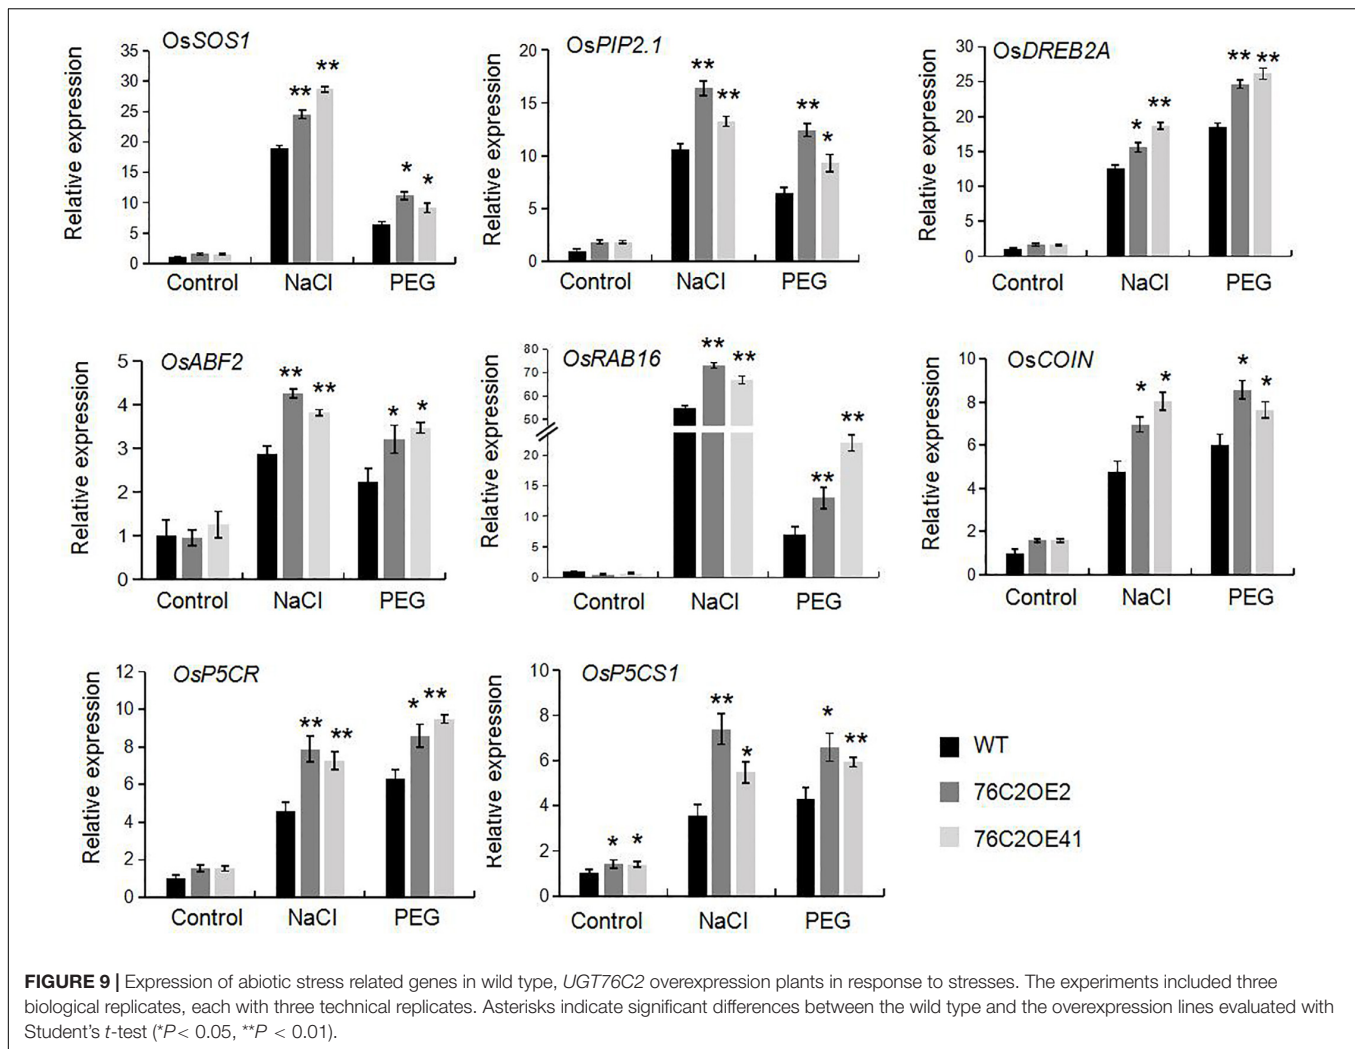 OsSOS1
Relative expression
35
30
25
20
15
10
5
0
** **
* *
Control NaCl PEG
OsPIP2.1
Relative expression
20
15
10
5
0
** **
** *
Control NaCl PEG
OsDREB2A
Relative expression
30
25
20
15
10
5
0
* **
** **
Control NaCl PEG
OsABF2
Relative expression
5
4
3
2
1
0
** **
* *
Control NaCl PEG
OsRAB16
Relative expression
80
70
60
50
20
15
10
5
0
** **
** **
Control NaCl PEG
OsCOIN
Relative expression
10
8
6
4
2
0
* *
* *
Control NaCl PEG
OsP5CR
Relative expression
12
10
8
6
4
2
0
** **
* **
Control NaCl PEG
OsP5CS1
Relative expression
10
8
6
4
2
0
* *
** *
* **
Control NaCl PEG
WT
76C2OE2
76C2OE41
FIGURE 9 | Expression of abiotic stress related genes in wild type, UGT76C2 overexpression plants in response to stresses. The experiments included three
biological replicates, each with three technical replicates. Asterisks indicate significant differences between the wild type and the overexpression lines evaluated with
Student's t-test (*P< 0.05, **P < 0.01).